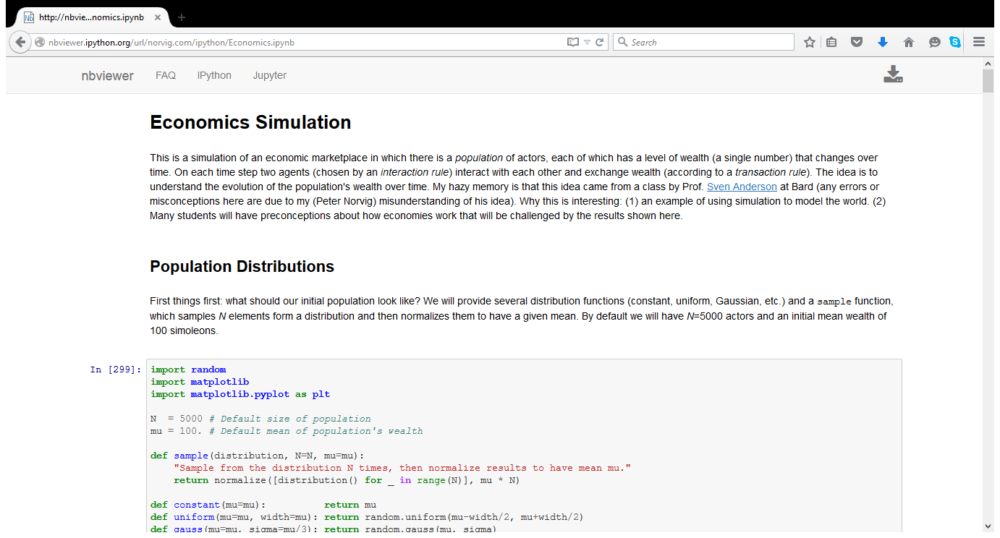 http://nbvie...nomics.ipynb
nbviewer.ipython.org/url/norvig.com/ipython/Economics.ipynb
Search
nbviewer FAQ IPython Jupyter
Economics Simulation
This is a simulation of an economic marketplace in which there is a population of actors, each of which has a level of wealth (a single number) that changes over
time. On each time step two agents (chosen by an interaction rule) interact with each other and exchange wealth (according to a transaction rule). The idea is to
understand the evolution of the population's wealth over time. My hazy memory is that this idea came from a class by Prof. Sven Anderson at Bard (any errors or
misconceptions here are due to my (Peter Norvig) misunderstanding of his idea). Why this is interesting: (1) an example of using simulation to model the world. (2)
Many students will have preconceptions about how economies work that will be challenged by the results shown here.
Population Distributions
First things first: what should our initial population look like? We will provide several distribution functions (constant, uniform, Gaussian, etc.) and a sample function,
which samples N elements form a distribution and then normalizes them to have a given mean. By default we will have N=5000 actors and an initial mean wealth of
100 simoleons.
In [299]:
import random
import matplotlib
import matplotlib.pyplot as plt
N  = 5000 # Default size of population
mu = 100. # Default mean of population's wealth
def sample(distribution, N=N, mu=mu):
    "Sample from the distribution N times, then normalize results to have mean mu."
    return normalize([distribution() for _ in range(N)], mu * N)
def constant(mu=mu):          return mu
def uniform(mu=mu, width=mu): return random.uniform(mu-width/2, mu+width/2)
def gauss(mu=mu, sigma=mu/3): return random.gauss(mu, sigma)